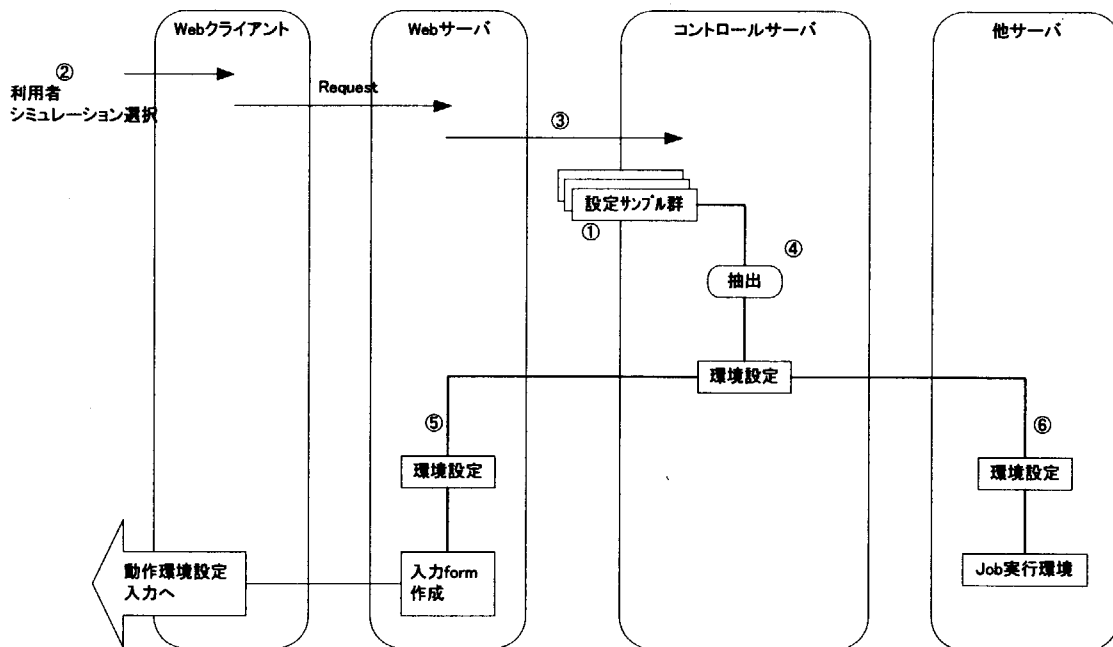 Webクライアント
Webサーバ
コントロールサーバ
他サーバ
②
利用者
シミュレーション選択
Request
③
設定サンプル群
①
④
抽出
環境設定
⑤
環境設定
⑥
環境設定
動作環境設定
入力へ
入力form
作成
Job実行環境